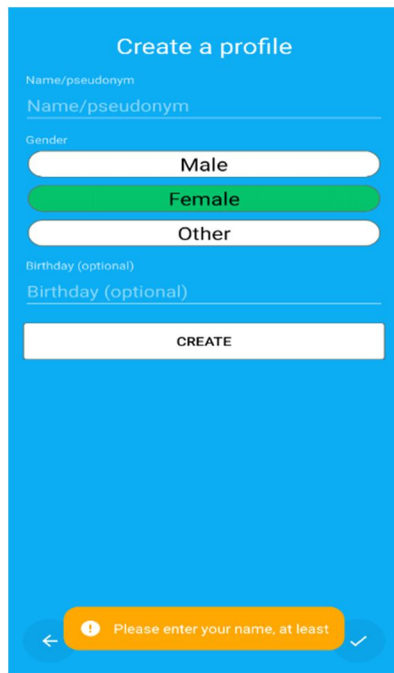 Create a profile
Name/pseudonym
Name/pseudonym
Gender
Male
Female
Other
Birthday (optional)
Birthday (optional)
CREATE
Please enter your name, at least